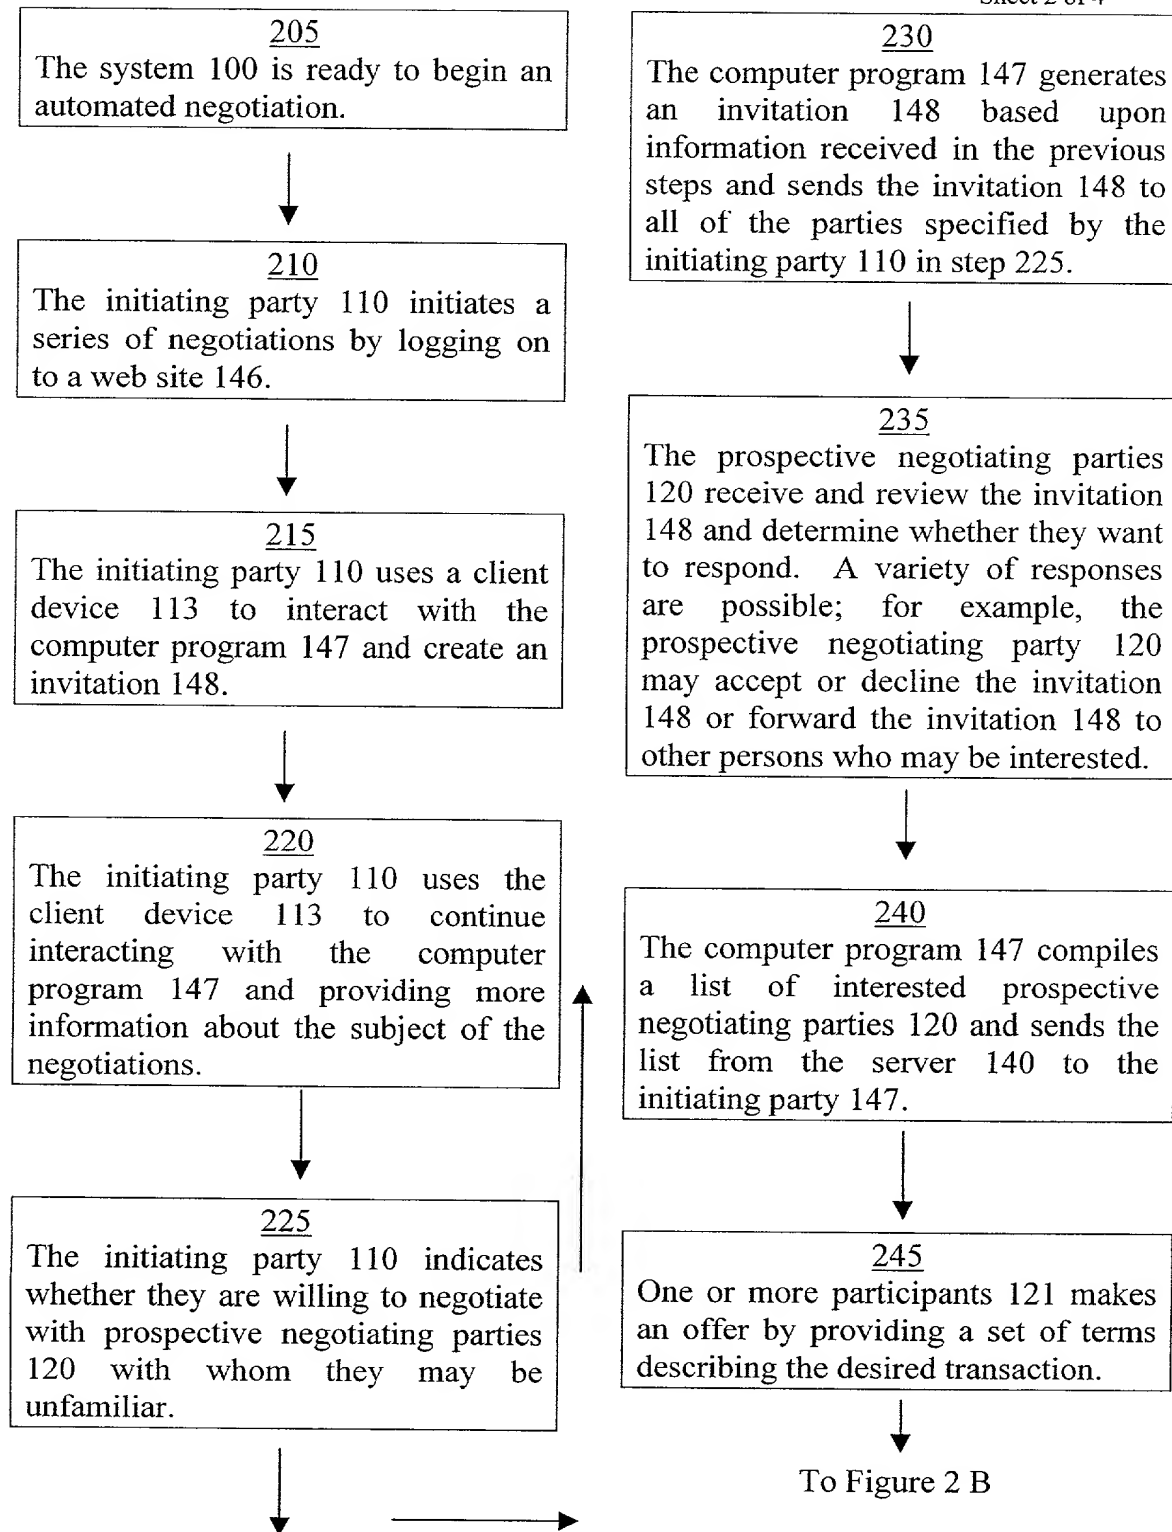 205
The system 100 is ready to begin an
automated negotiation.
210
The initiating party 110 initiates a
series of negotiations by logging on
to a web site 146.
215
The initiating party 110 uses a client
device 113 to interact with the
computer program 147 and create an
invitation 148.
220
The initiating party 110 uses the
client device 113 to continue
interacting with the computer
program 147 and providing more
information about the subject of the
negotiations.
225
The initiating party 110 indicates
whether they are willing to negotiate
with prospective negotiating parties
120 with whom they may be
unfamiliar.
Sheet 2 of 4
230
The computer program 147 generates
an invitation 148 based upon
information received in the previous
steps and sends the invitation 148 to
all of the parties specified by the
initiating party 110 in step 225.
235
The prospective negotiating parties
120 receive and review the invitation
148 and determine whether they want
to respond. A variety of responses
are possible; for example, the
prospective negotiating party 120
may accept or decline the invitation
148 or forward the invitation 148 to
other persons who may be interested.
240
The computer program 147 compiles
a list of interested prospective
negotiating parties 120 and sends the
list from the server 140 to the
initiating party 147.
245
One or more participants 121 makes
an offer by providing a set of terms
describing the desired transaction.
To Figure 2 B